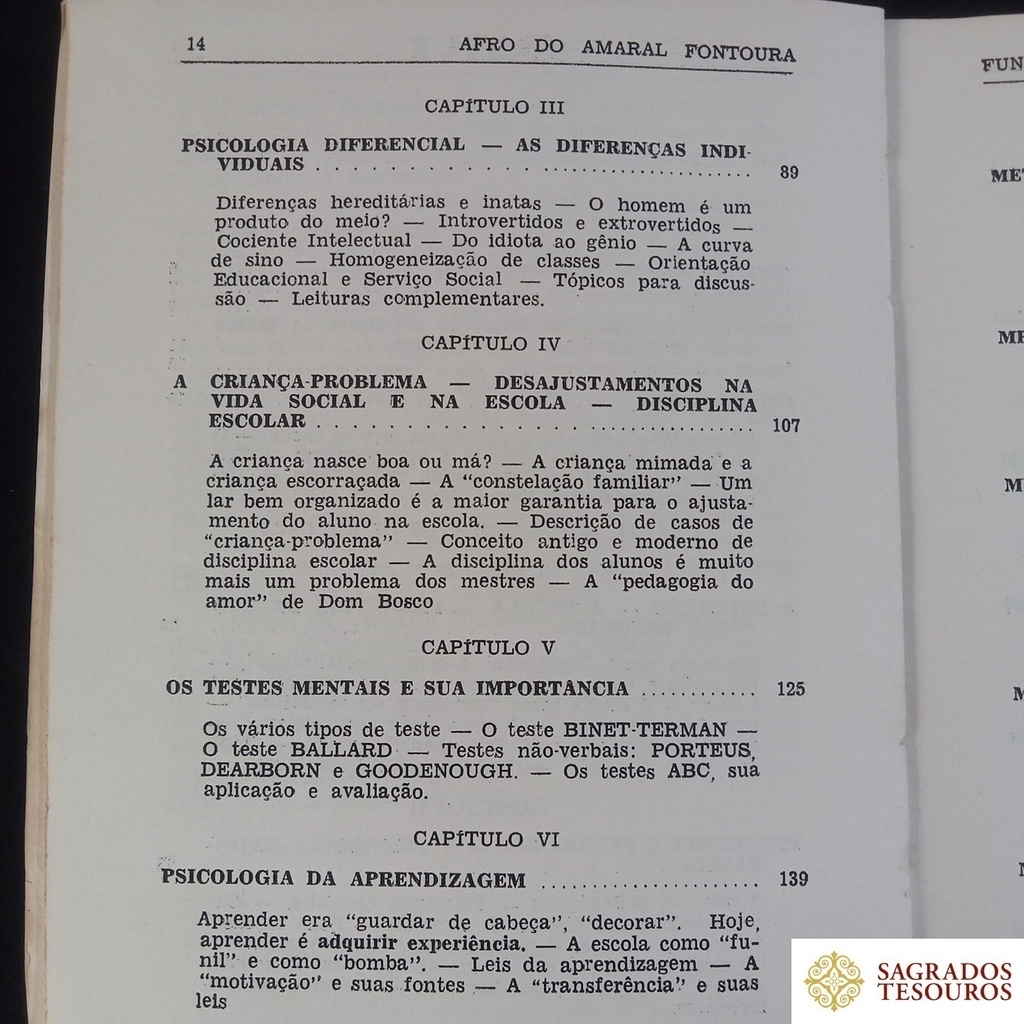 14 AFRO DO AMARAL FONTOURA
CAPÍTULO III
PSICOLOGIA DIFERENCIAL — AS DIFERENÇAS INDI-
VIDUAIS . . . . . . . . . . . . . . . . . . . . . . . . . . . . . . . . . 89
Diferenças hereditárias e inatas — O homem é um
produto do meio? — Introvertidos e extrovertidos —
Cociente Intelectual — Do idiota ao gênio — A curva
de sino — Homogeneização de classes — Orientação
Educacional e Serviço Social — Tópicos para discus-
são — Leituras complementares.
CAPÍTULO IV
A CRIANÇA-PROBLEMA — DESAJUSTAMENTOS NA
VIDA SOCIAL E NA ESCOLA — DISCIPLINA
ESCOLAR . . . . . . . . . . . . . . . . . . . . . . . . . . . . . . . . . 107
A criança nasce boa ou má? — A criança mimada e a
criança escorraçada — A “constelação familiar” — Um
lar bem organizado é a maior garantia para o ajusta-
mento do aluno na escola. — Descrição de casos de
“criança-problema” — Conceito antigo e moderno de
disciplina escolar — A disciplina dos alunos é muito
mais um problema dos mestres — A “pedagogia do
amor” de Dom Bosco
CAPÍTULO V
OS TESTES MENTAIS E SUA IMPORTÂNCIA ............ 125
Os vários tipos de teste — O teste BINET-TERMAN —
O teste BALLARD — Testes não-verbais: PORTEUS,
DEARBORN e GOODENOUGH. — Os testes ABC, sua
aplicação e avaliação.
CAPÍTULO VI
PSICOLOGIA DA APRENDIZAGEM ....................... 139
Aprender era “guardar de cabeça”, “decorar”. Hoje,
aprender é adquirir experiência. — A escola como “fu-
nil” e como “bomba”. — Leis da aprendizagem — A
“motivação” e suas fontes — A “transferência” e suas
leis
FUN
SAGRADOS
TESOUROS